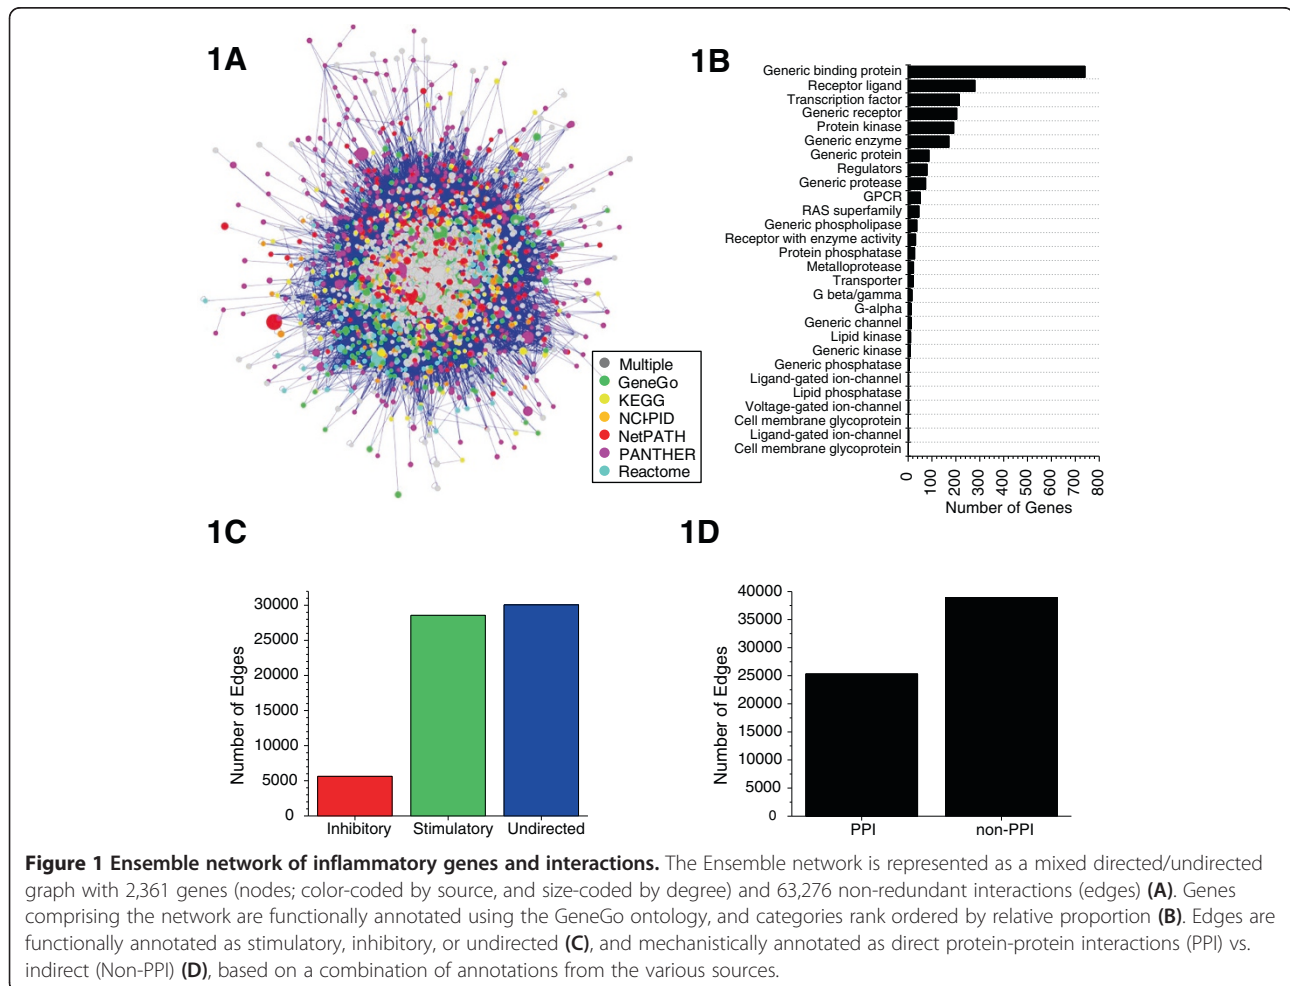 1A
Multiple
GeneGo
KEGG
NCI-PID
NetPATH
PANTHER
Reactome
1B
Generic binding protein
Receptor ligand
Transcription factor
Generic receptor
Protein kinase
Generic enzyme
Generic protein
Regulators
Generic protease
GPCR
RAS superfamily
Generic phospholipase
Receptor with enzyme activity
Protein phosphatase
Metalloprotease
Transporter
G beta/gamma
G-alpha
Generic channel
Lipid kinase
Generic kinase
Generic phosphatase
Ligand-gated ion-channel
Lipid phosphatase
Voltage-gated ion-channel
Cell membrane glycoprotein
Ligand-gated ion-channel
Cell membrane glycoprotein
0 100 200 300 400 500 600 700 800
Number of Genes
1C
Number of Edges
30000
25000
20000
15000
10000
5000
0
Inhibitory Stimulatory Undirected
1D
Number of Edges
40000
35000
30000
25000
20000
15000
10000
5000
0
PPI non-PPI
Figure 1 Ensemble network of inflammatory genes and interactions. The Ensemble network is represented as a mixed directed/undirected
graph with 2,361 genes (nodes; color-coded by source, and size-coded by degree) and 63,276 non-redundant interactions (edges) (A). Genes
comprising the network are functionally annotated using the GeneGo ontology, and categories rank ordered by relative proportion (B). Edges are
functionally annotated as stimulatory, inhibitory, or undirected (C), and mechanistically annotated as direct protein-protein interactions (PPI) vs.
indirect (Non-PPI) (D), based on a combination of annotations from the various sources.